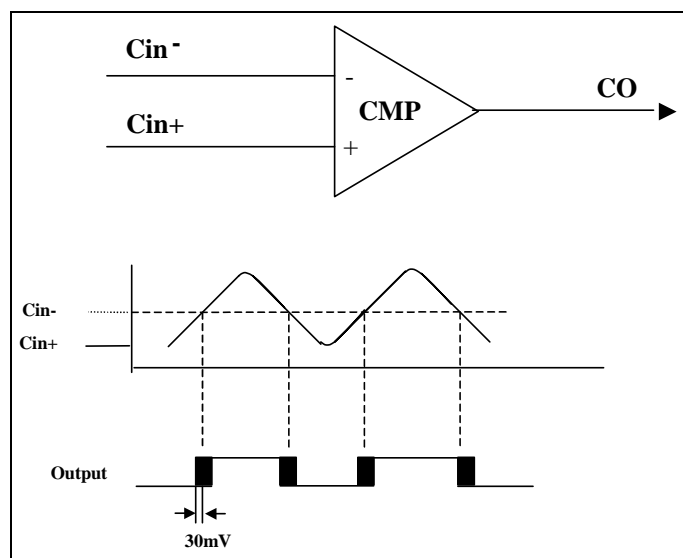 Cin-
-
CO
CMP
Cin+
+
Cin-
Cin+
Output
30mV